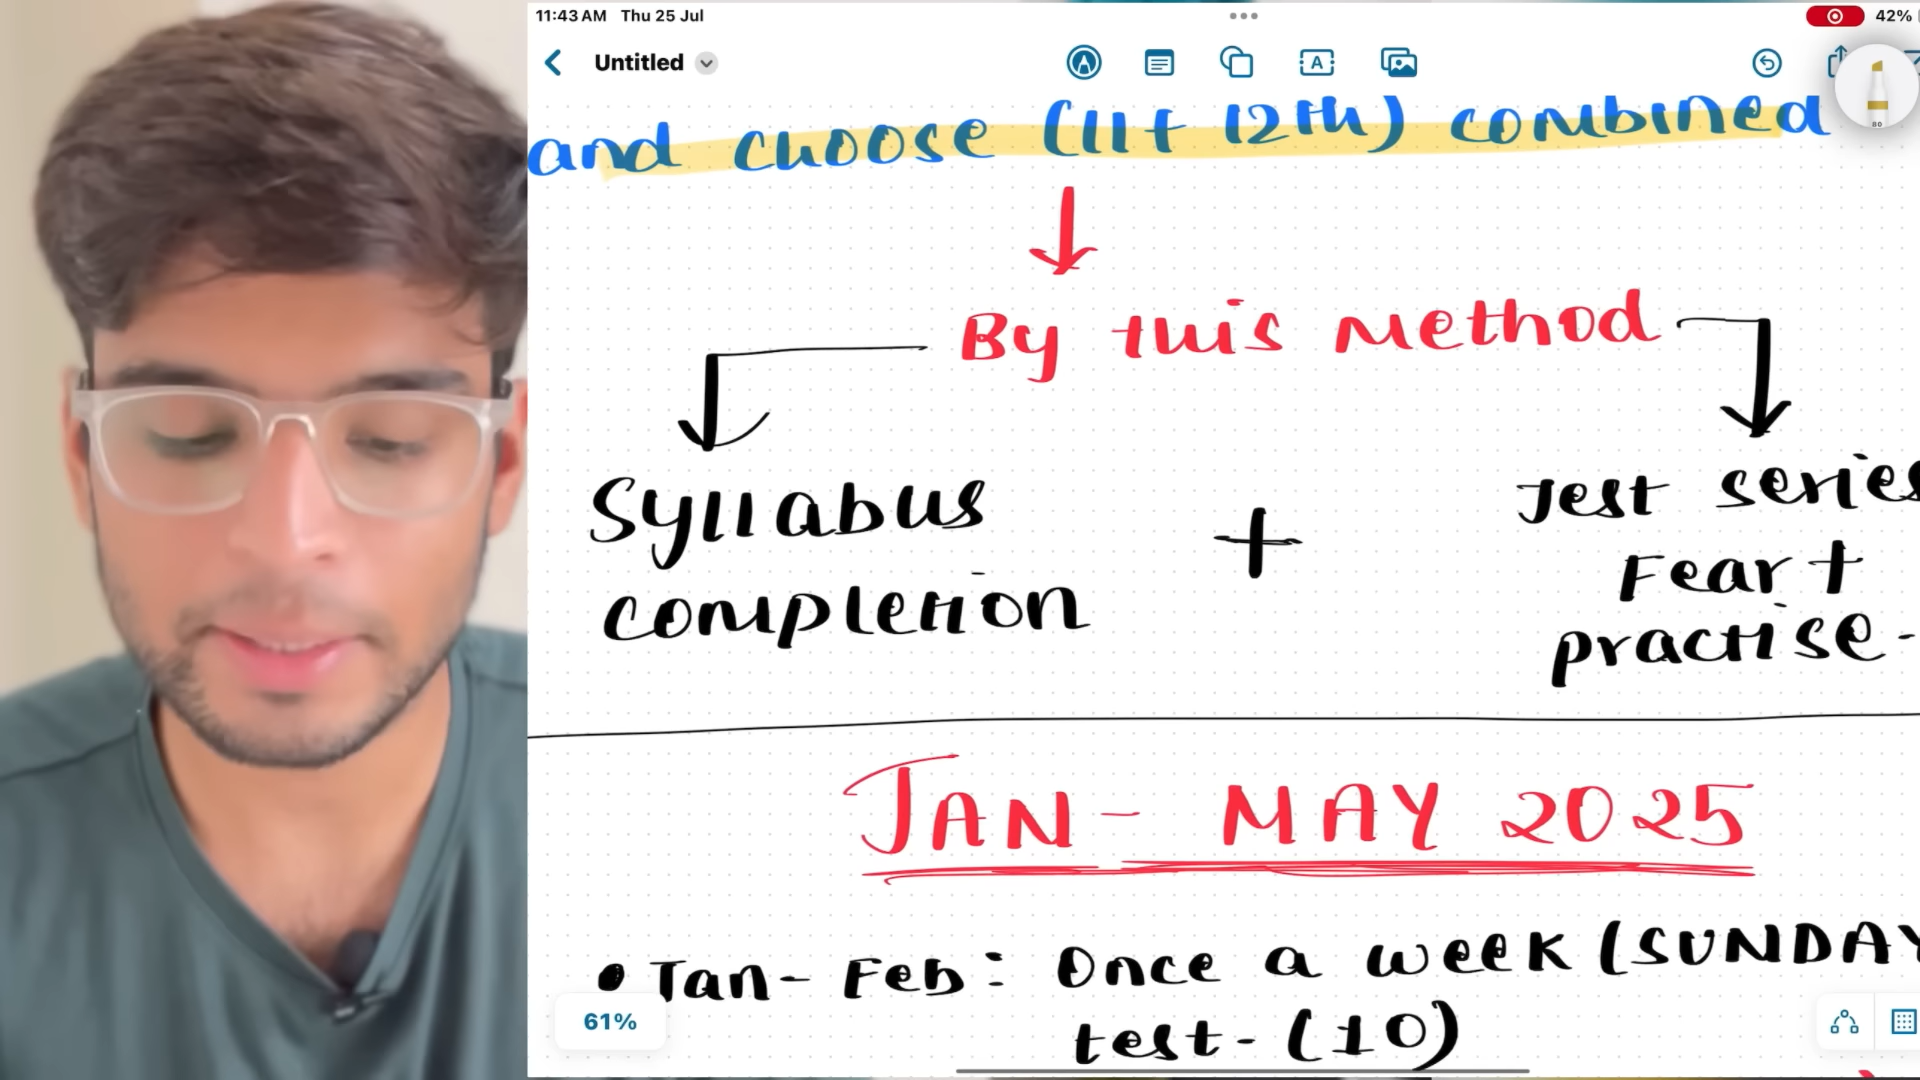 11:43 AM Thu 25 Jul
42%
Untitled
A
80
and choose (11+ 12th) combined
By this method
Syllabus + Test series
Fear +
completion practise -
JAN - MAY 2025
• Jan - Feb : Once a week (SUNDAY
test - (10)
61%